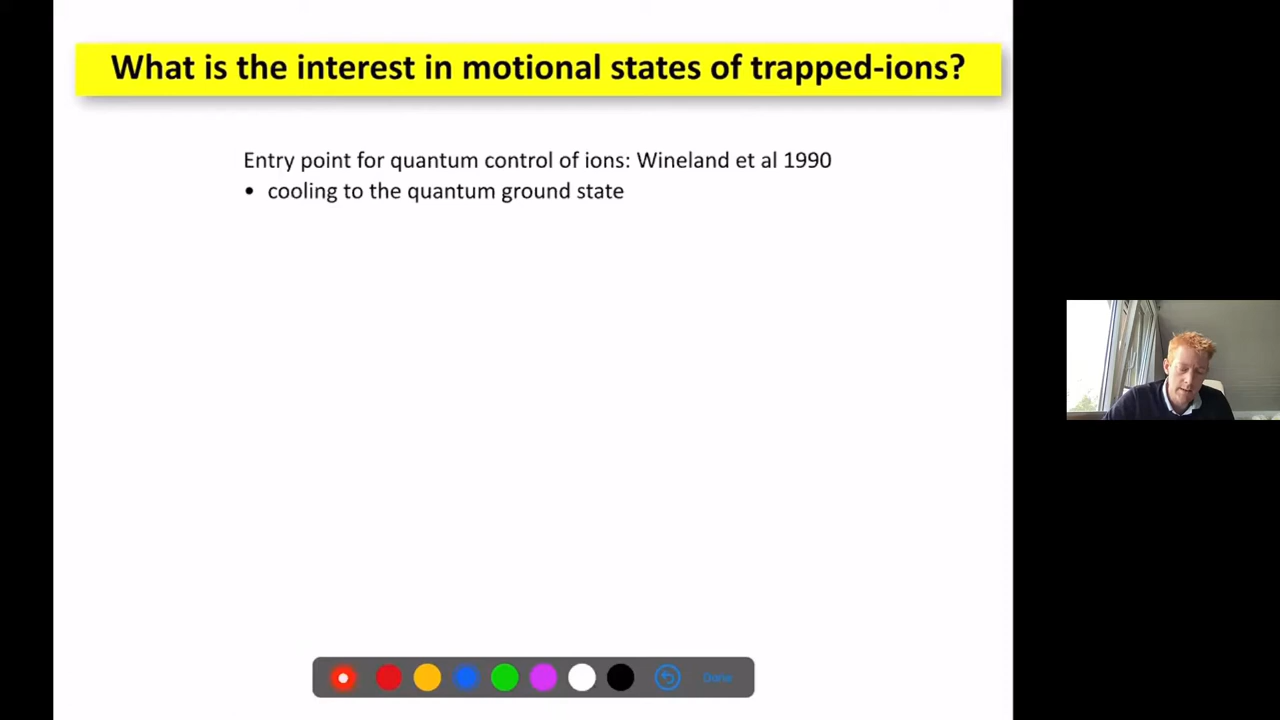 What is the interest in motional states of trapped-ions?
Entry point for quantum control of ions: Wineland et al 1990
• cooling to the quantum ground state
Done